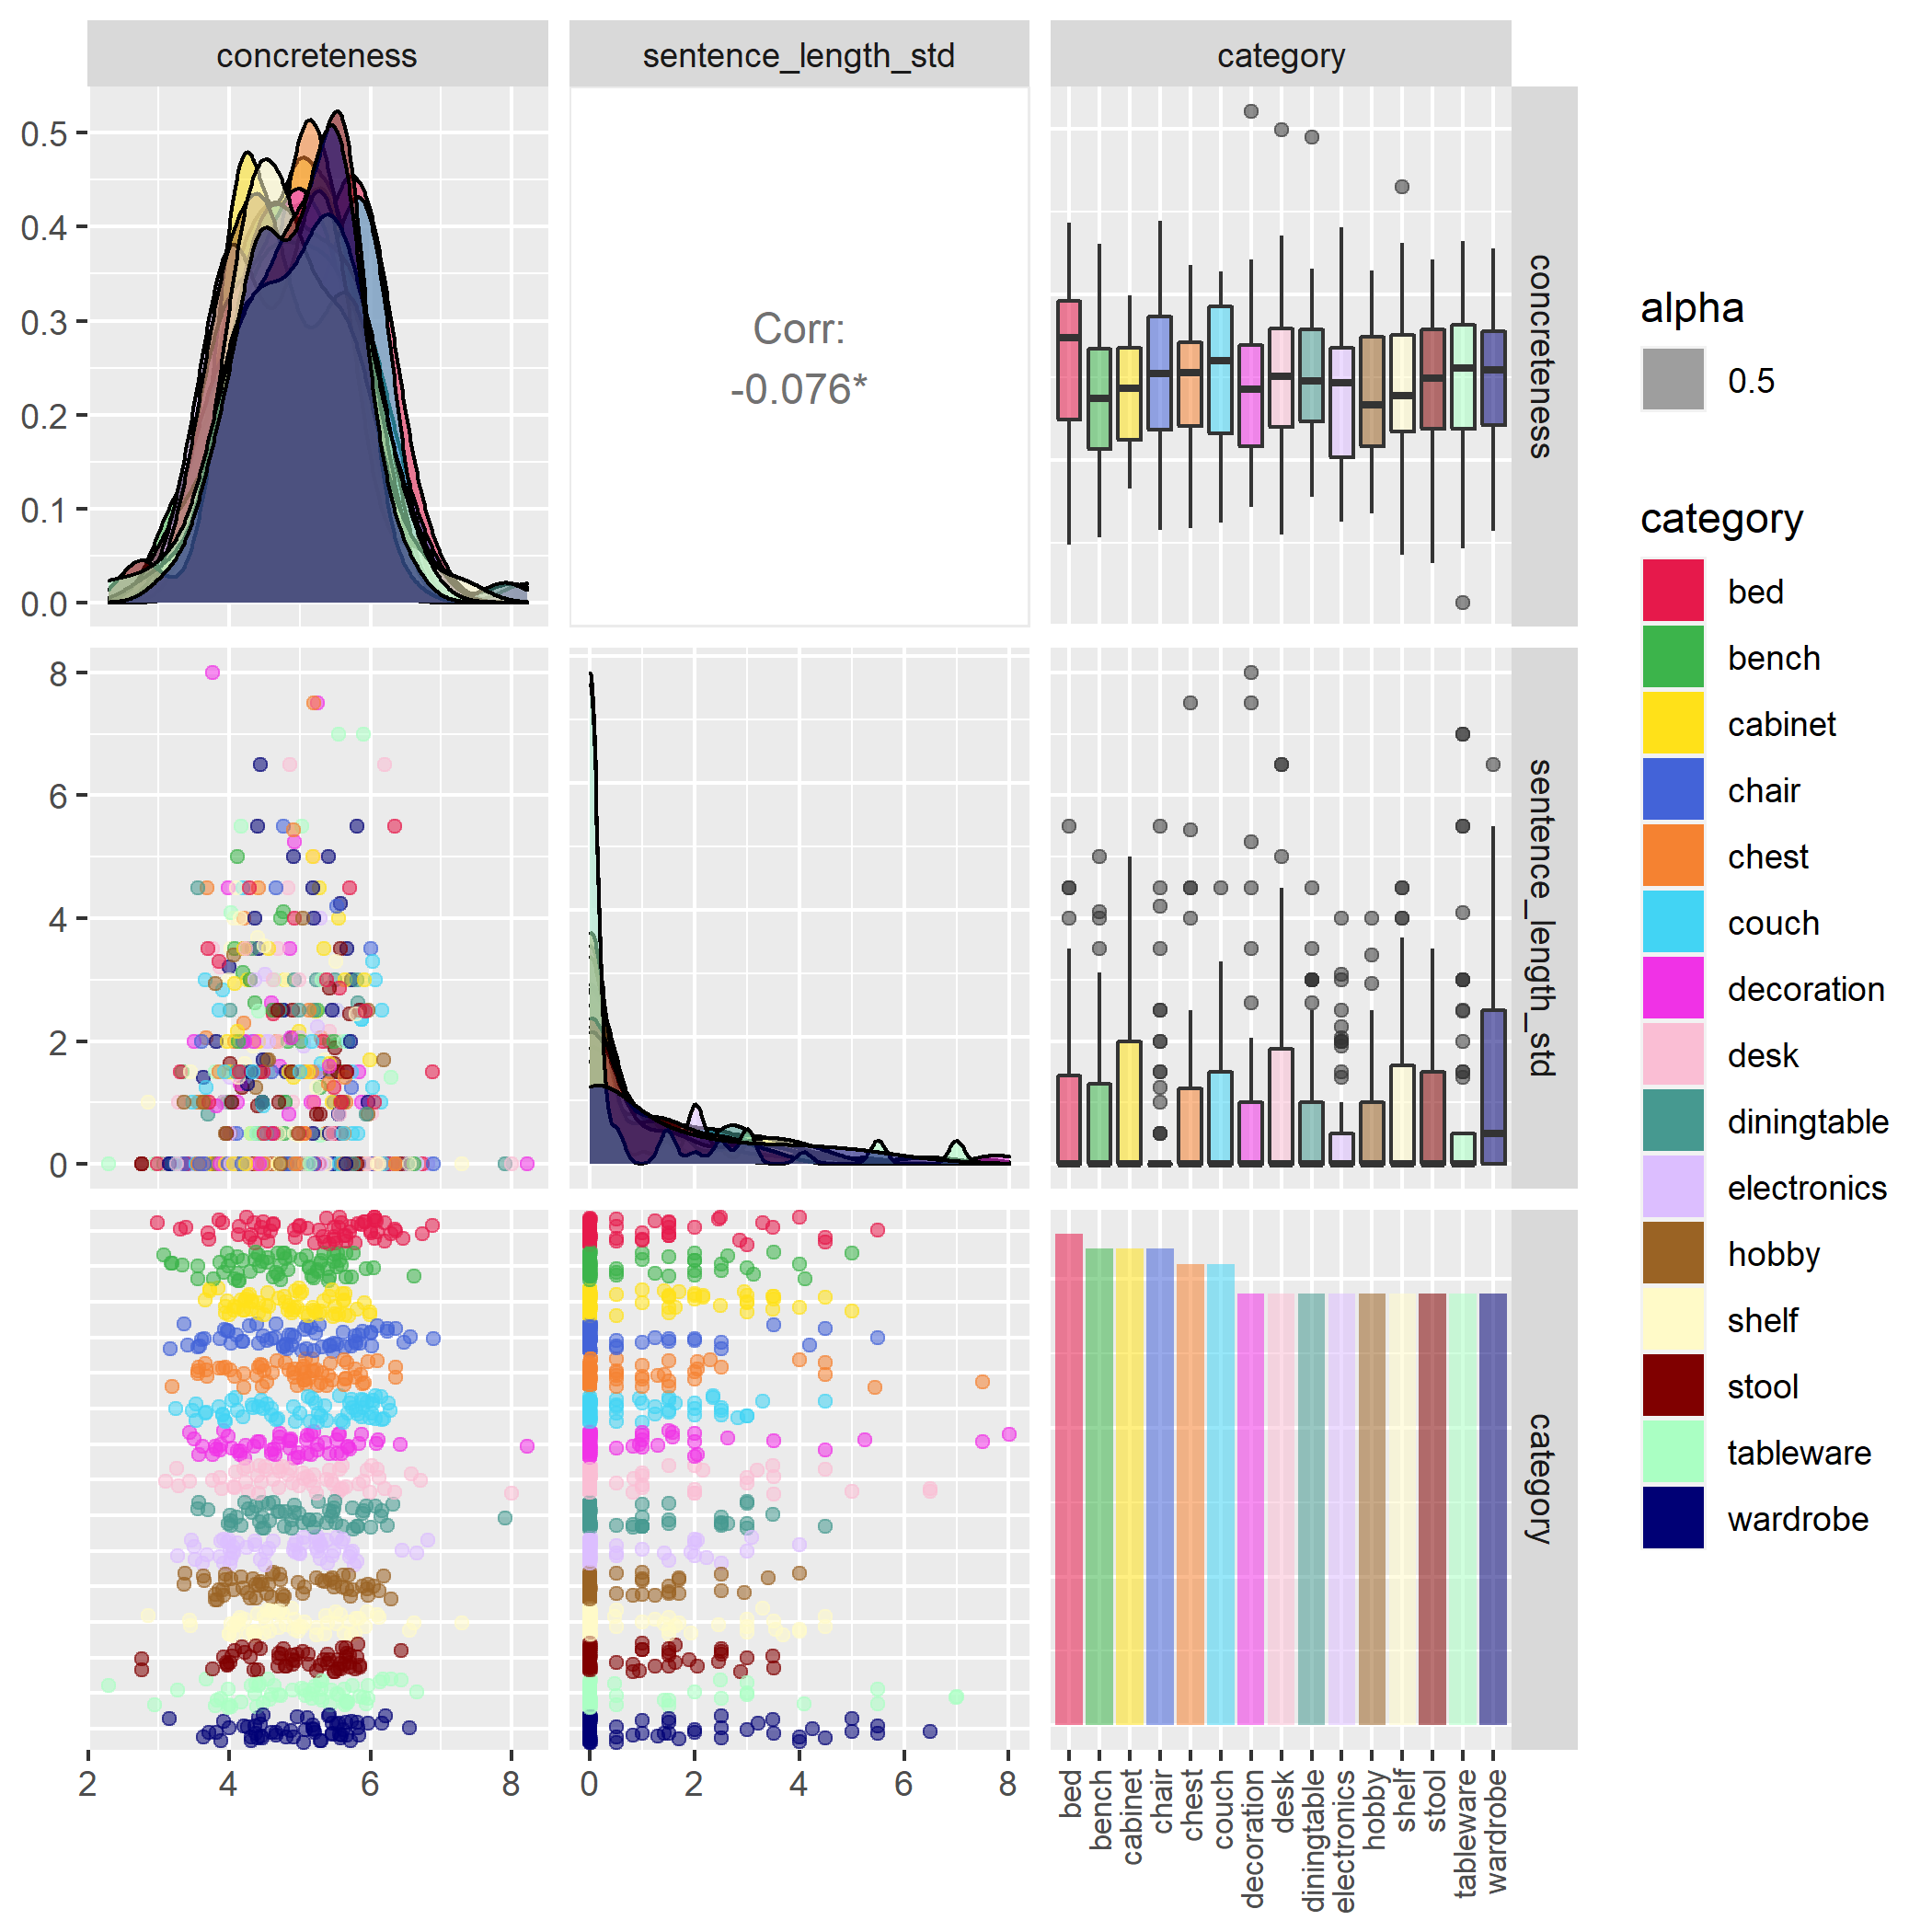 concreteness
sentence_length_std
category
0.5
0.4
0.3
0.2
0.1
0.0
Corr:
-0.076*
concreteness
8
6
4
2
0
sentence_length_std
category
2
4
6
8
0
2
4
6
8
bed
bench
cabinet
chair
chest
couch
decoration
desk
diningtable
electronics
hobby
shelf
stool
tableware
wardrobe
alpha
0.5
category
bed
bench
cabinet
chair
chest
couch
decoration
desk
diningtable
electronics
hobby
shelf
stool
tableware
wardrobe